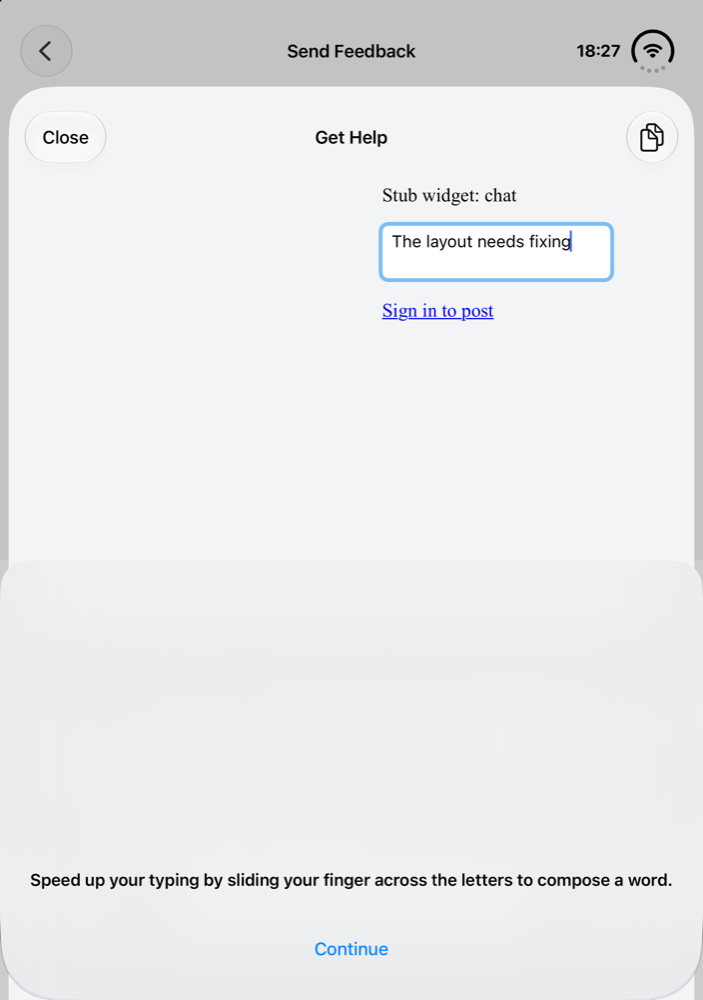 Send Feedback
18:27
Close
Get Help
Stub widget: chat
The layout needs fixing
Sign in to post
Speed up your typing by sliding your finger across the letters to compose a word.
Continue